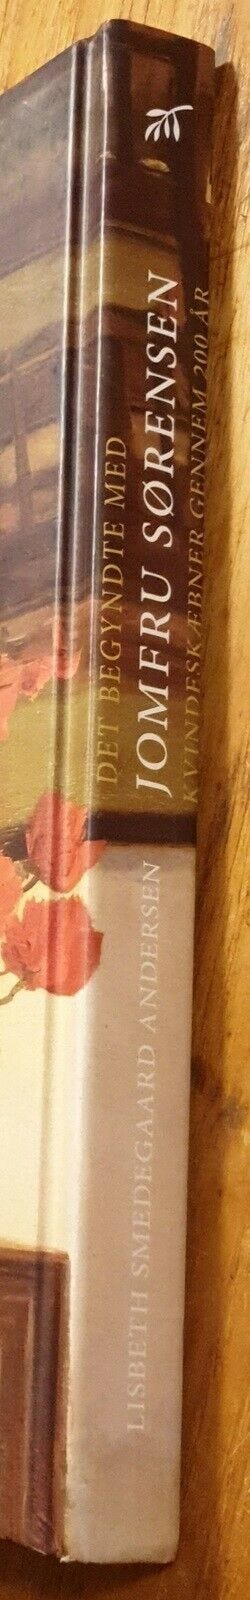 LISBETH SMEDEGAARD ANDERSEN
DET BEGYNDTE MED
JOMFRU SØRENSEN
KVINDESKÆBNER GENNEM 200 ÅR